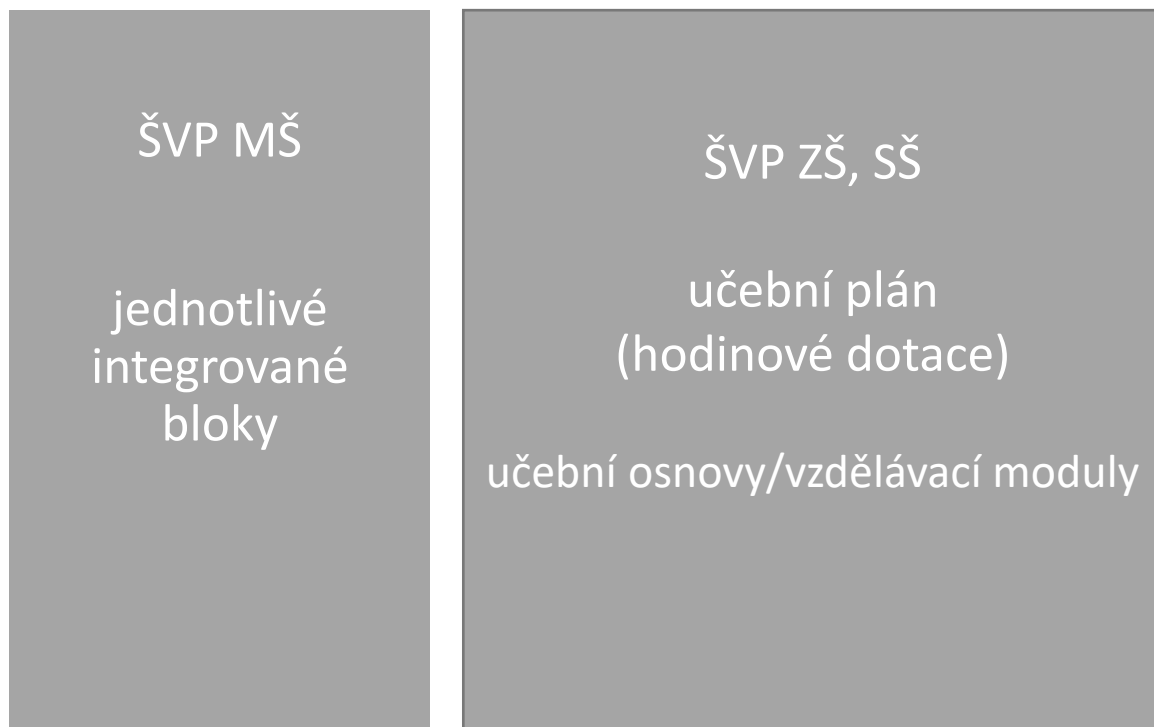 ŠVP MŠ
jednotlivé
integrované
bloky
ŠVP ZŠ, SŠ
učební plán
(hodinové dotace)
učební osnovy/vzdělávací moduly